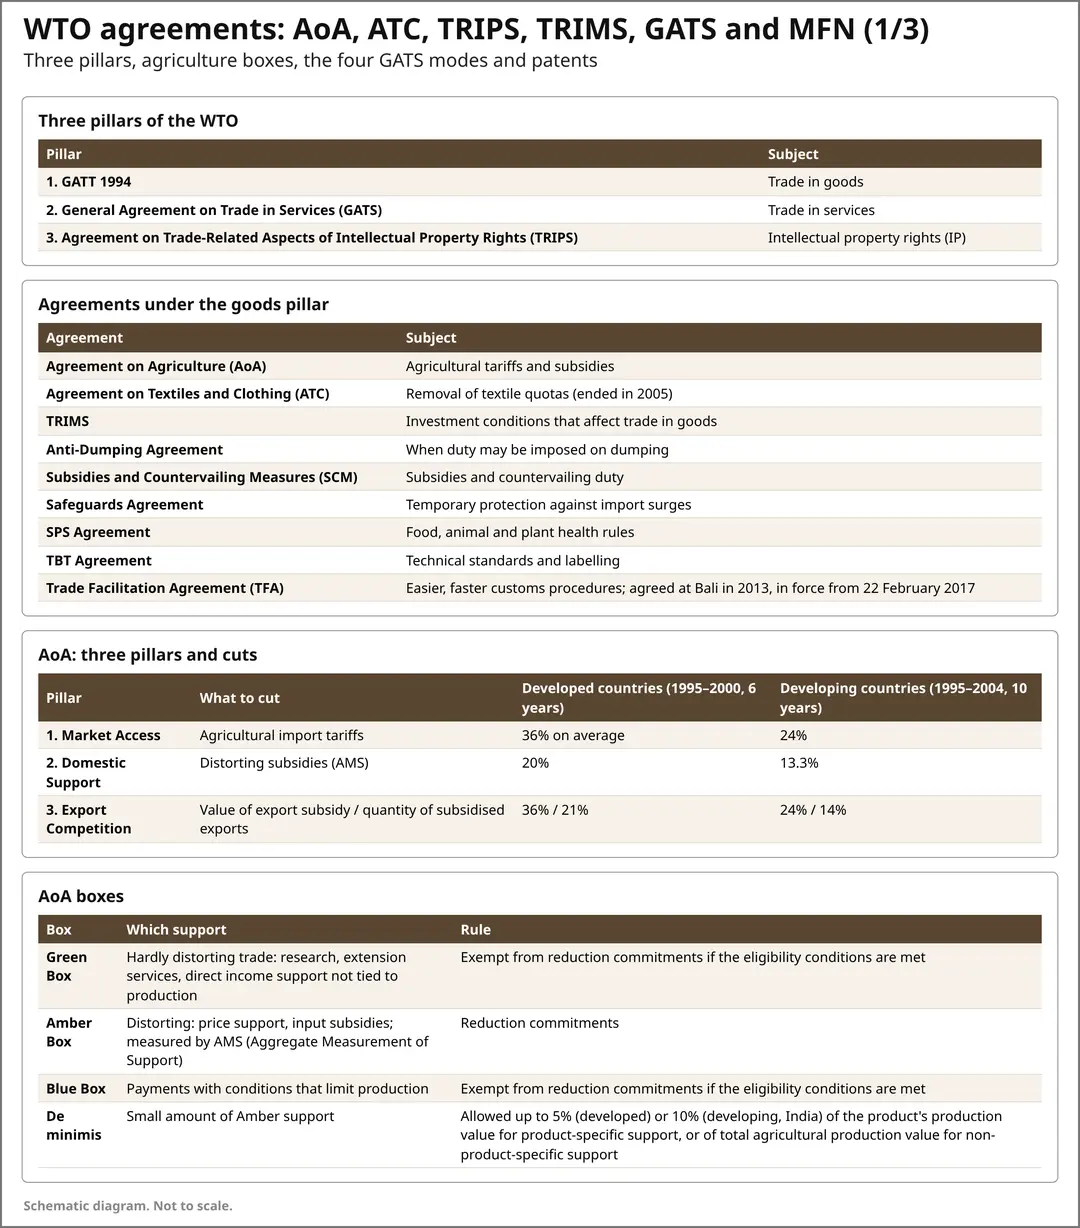 WTO agreements: AoA, ATC, TRIPS, TRIMS, GATS and MFN (1/3)
Three pillars, agriculture boxes, the four GATS modes and patents
Three pillars of the WTO
Pillar Subject
1. GATT 1994 Trade in goods
2. General Agreement on Trade in Services (GATS) Trade in services
3. Agreement on Trade-Related Aspects of Intellectual Property Rights (TRIPS) Intellectual property rights (IP)
Agreements under the goods pillar
Agreement Subject
Agreement on Agriculture (AoA) Agricultural tariffs and subsidies
Agreement on Textiles and Clothing (ATC) Removal of textile quotas (ended in 2005)
TRIMS Investment conditions that affect trade in goods
Anti-Dumping Agreement When duty may be imposed on dumping
Subsidies and Countervailing Measures (SCM) Subsidies and countervailing duty
Safeguards Agreement Temporary protection against import surges
SPS Agreement Food, animal and plant health rules
TBT Agreement Technical standards and labelling
Trade Facilitation Agreement (TFA) Easier, faster customs procedures; agreed at Bali in 2013, in force from 22 February 2017
AoA: three pillars and cuts
Pillar What to cut Developed countries (1995–2000, 6
years) Developing countries (1995–2004, 10
years)
1. Market Access Agricultural import tariffs 36% on average 24%
2. Domestic
Support Distorting subsidies (AMS) 20% 13.3%
3. Export
Competition Value of export subsidy / quantity of subsidised
exports 36% / 21% 24% / 14%
AoA boxes
Box Which support Rule
Green
Box Hardly distorting trade: research, extension
services, direct income support not tied to
production Exempt from reduction commitments if the eligibility conditions are met
Amber
Box Distorting: price support, input subsidies;
measured by AMS (Aggregate Measurement of
Support) Reduction commitments
Blue Box Payments with conditions that limit production Exempt from reduction commitments if the eligibility conditions are met
De
minimis Small amount of Amber support Allowed up to 5% (developed) or 10% (developing, India) of the product's production
value for product-specific support, or of total agricultural production value for non-
product-specific support
Schematic diagram. Not to scale.